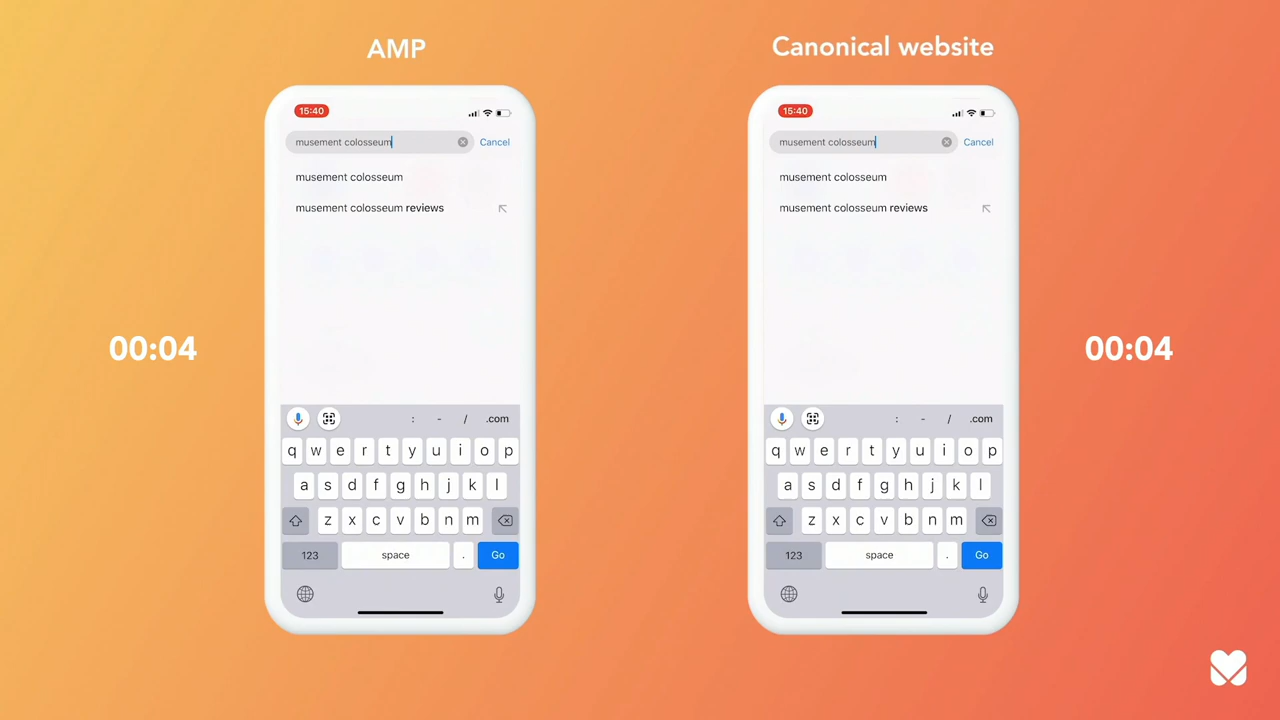 AMP
15:40
musement colosseum
Cancel
musement colosseum
musement colosseum reviews
: - / .com
q w e r t y u i o p
a s d f g h j k l
z x c v b n m
123 space . Go
00:04
Canonical website
15:40
musement colosseum
Cancel
musement colosseum
musement colosseum reviews
: - / .com
q w e r t y u i o p
a s d f g h j k l
z x c v b n m
123 space . Go
00:04